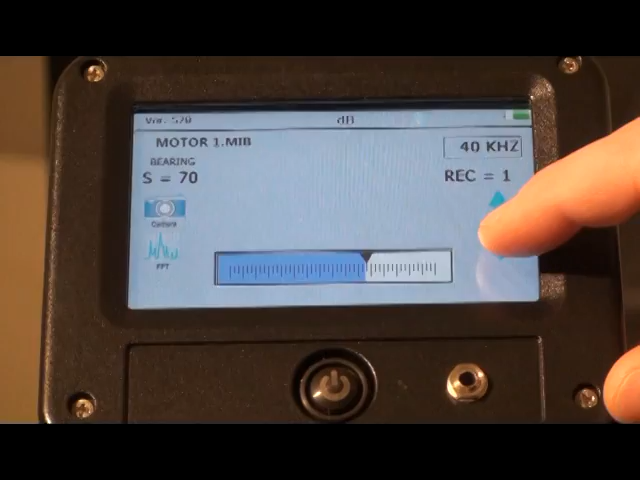 dB
MOTOR 1.MIB
40 KHZ
BEARING
S = 70
REC = 1
Camera
FFT